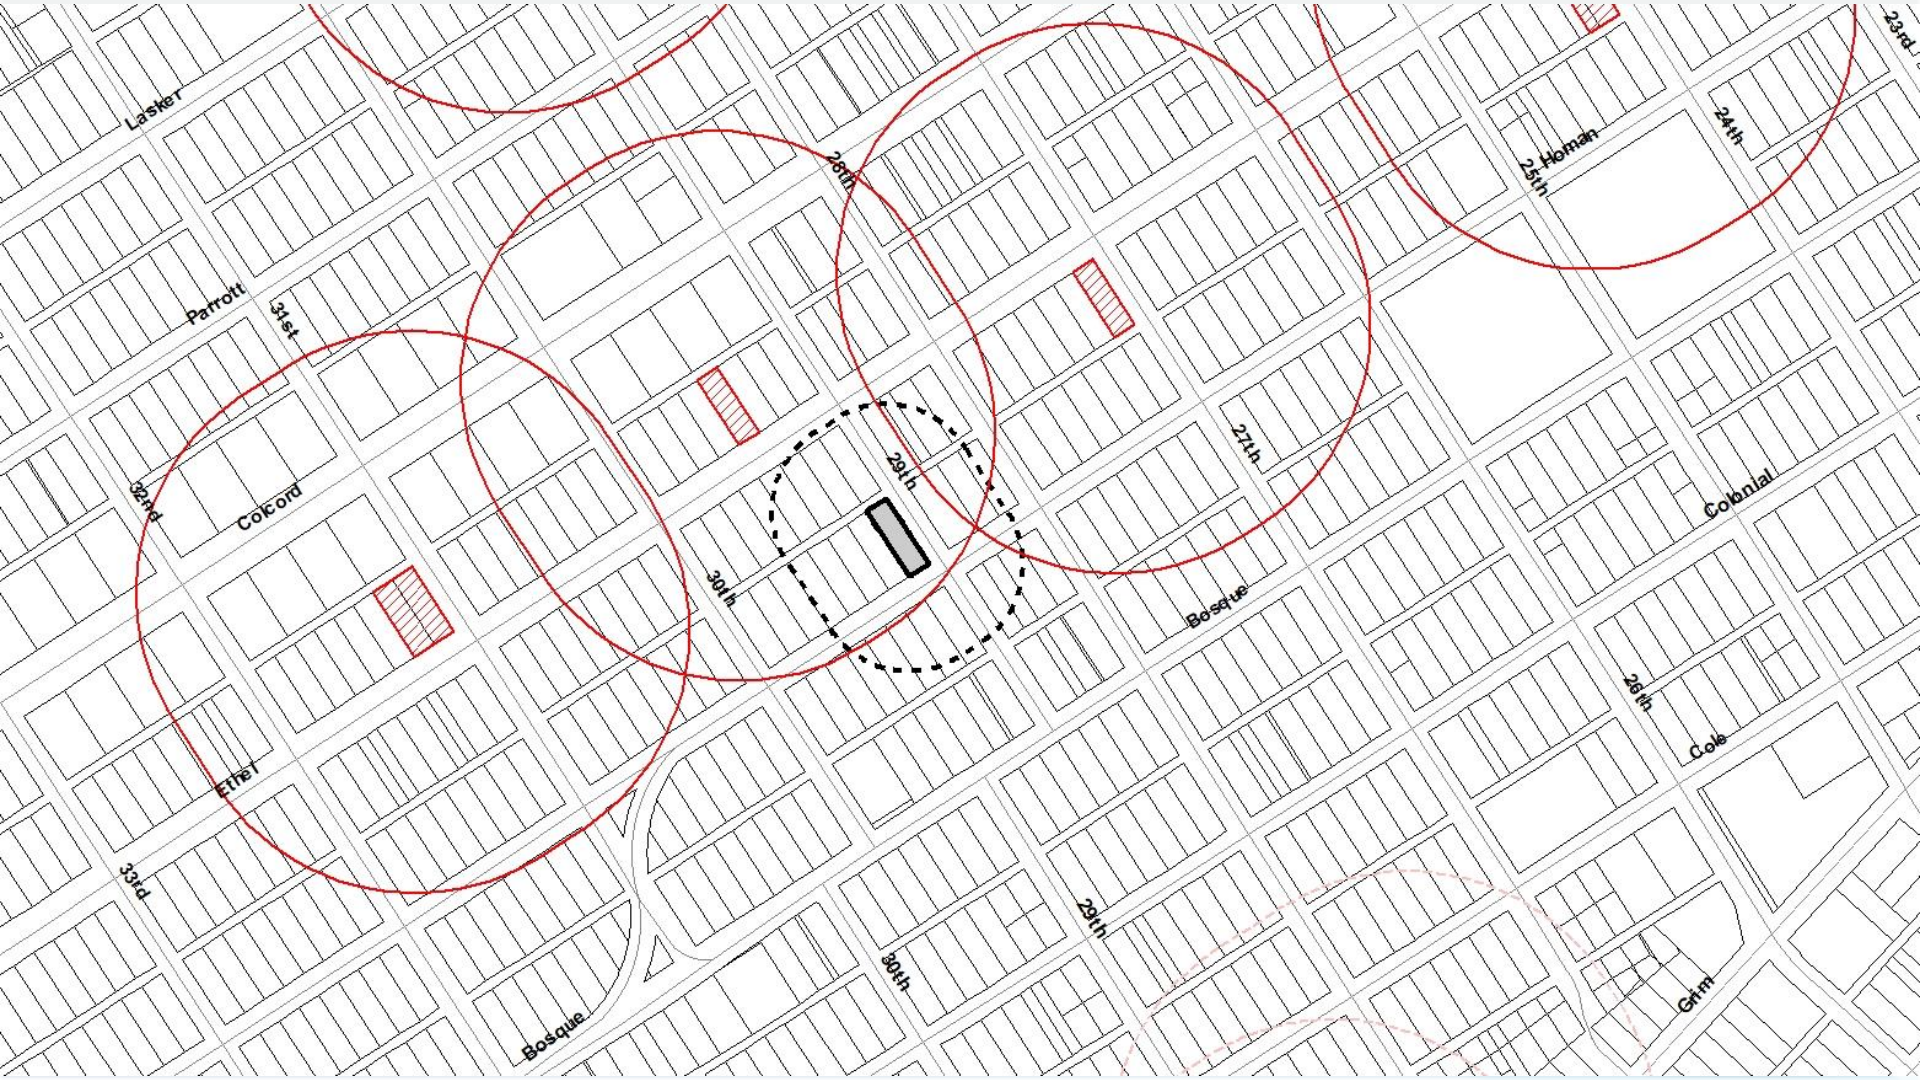 23rd
Lasker
24th
Homan
25th
28th
Parrott
31st
27th
29th
32nd
Colcord
Colonial
30th
Bosque
26th
Cole
Ethel
33rd
29th
30th
Grim
Bosque